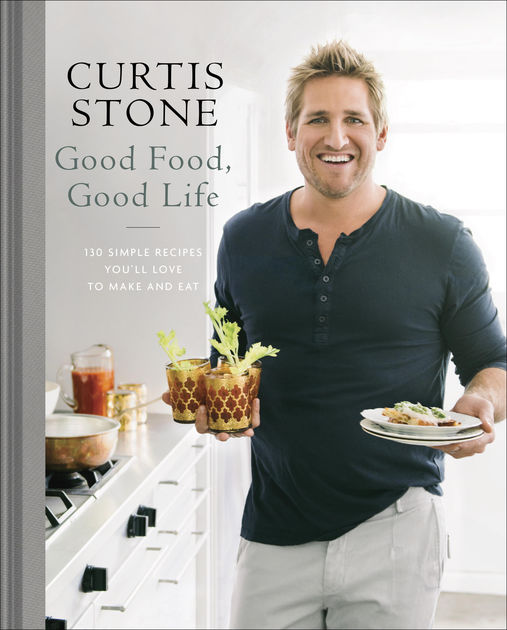 CURTIS
STONE
Good Food,
Good Life
130 SIMPLE RECIPES
YOU'LL LOVE
TO MAKE AND EAT